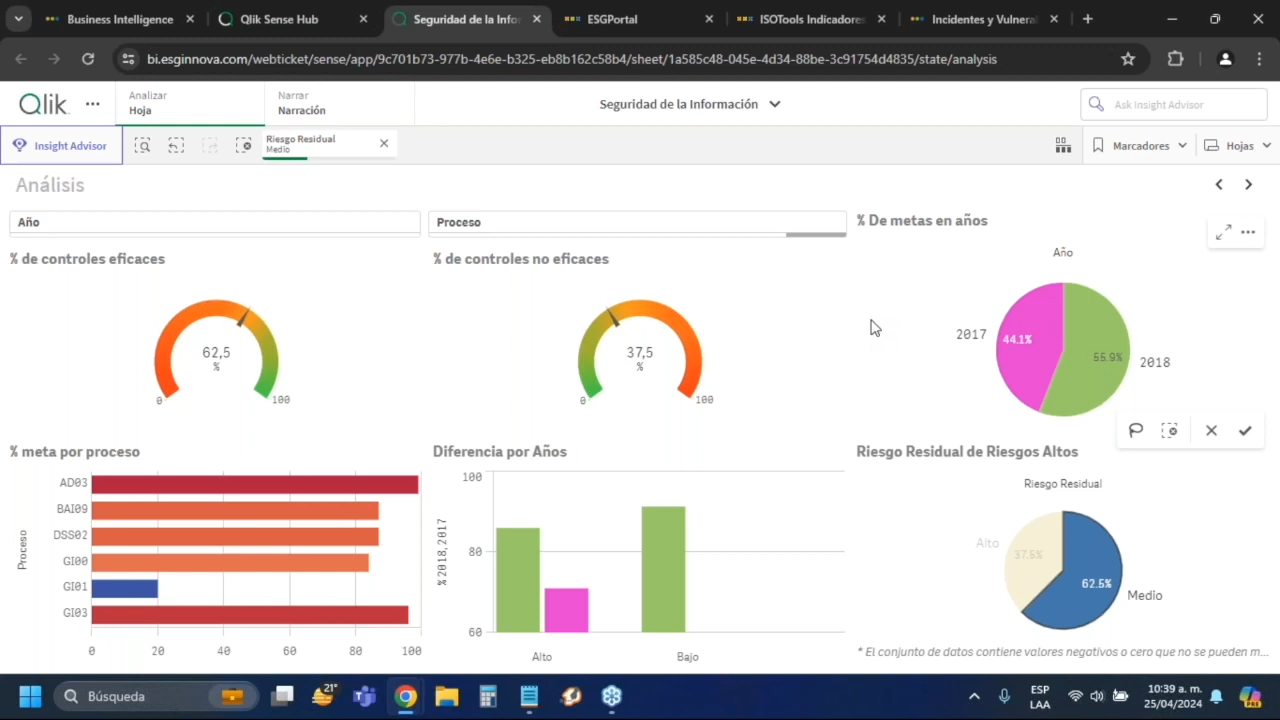 Business Intelligence
Qlik Sense Hub
Seguridad de la Infor
ESGPortal
ISOTools Indicadores
Incidentes y Vulnera
bi.esginnova.com/webticket/sense/app/9c701b73-977b-4e6e-b325-eb8b162c58b4/sheet/1a585c48-045e-4d34-88be-3c91754d4835/state/analysis
Qlik
Analizar
Hoja
Narrar
Narración
Seguridad de la Información
Ask Insight Advisor
Insight Advisor
Riesgo Residual
Medio
Marcadores
Hojas
Análisis
Año
Proceso
% De metas en años
% de controles eficaces
% de controles no eficaces
Año
62,5
%
0
100
37,5
%
0
100
2017
44.1%
55.9%
2018
% meta por proceso
Diferencia por Años
Riesgo Residual de Riesgos Altos
Proceso
AD03
BAI09
DSS02
GI00
GI01
GI03
0
20
40
60
80
100
% 2018, 2017
100
80
60
Alto
Bajo
Riesgo Residual
Alto
37.5%
62.5%
Medio
* El conjunto de datos contiene valores negativos o cero que no se pueden m...
Búsqueda
21°
ESP
LAA
10:39 a. m.
25/04/2024
PRE